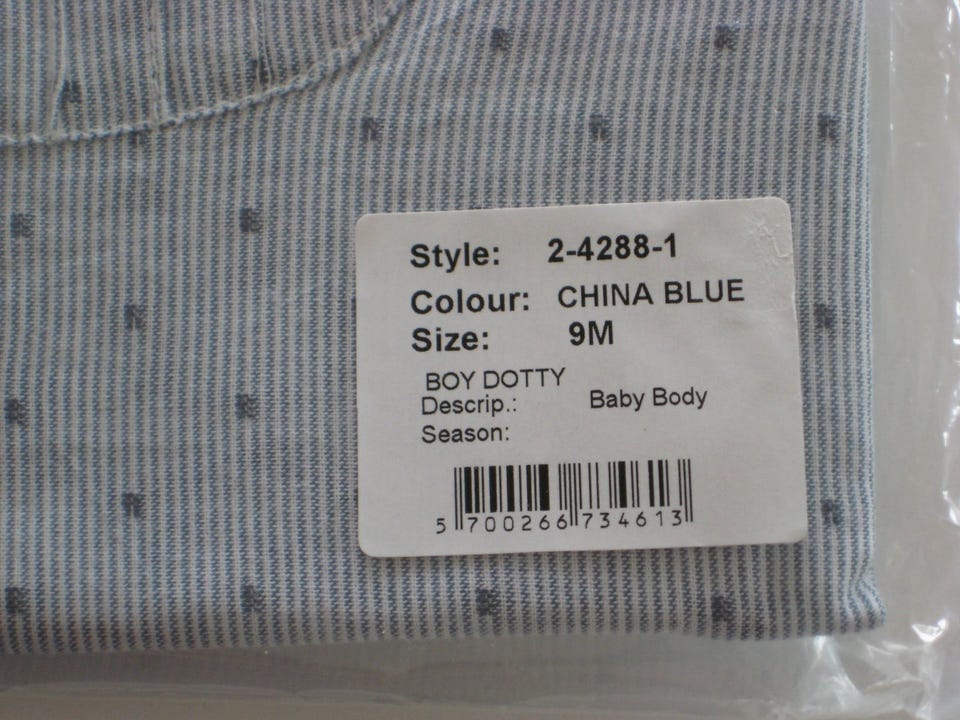 Style: 2-4288-1
Colour: CHINA BLUE
Size: 9M
BOY DOTTY
Descrip.: Baby Body
Season:
5 700266 734613